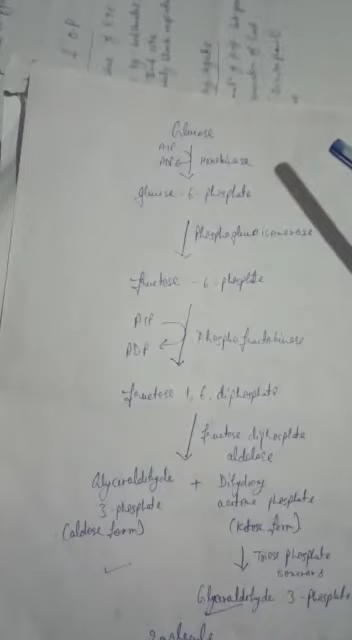 Glucose
ATP
ADP Hexokinase
glucose - 6 - phosphate
Phosphoglucoisomerase
fructose - 6 - phosphate
ATP
Phosphofructokinase
ADP
fructose 1, 6, diphosphate
fructose diphosphate
aldolase
Glyceraldehyde + Dihydroxy
3-phosphate acetone phosphate
(aldose form) (ketose form)
Triose phosphate
isomerase
Glyceraldehyde 3-phosphate